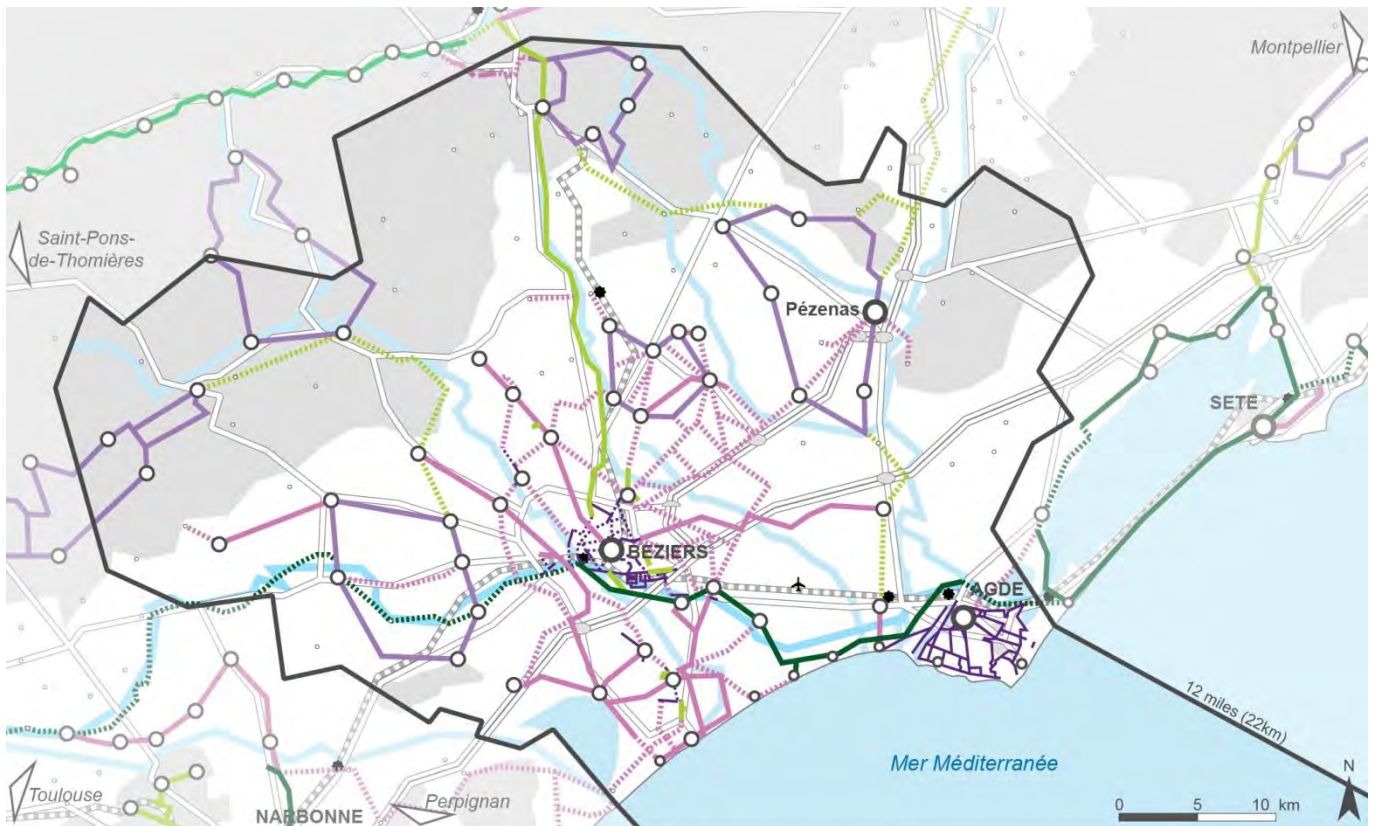 Montpellier
Saint-Pons-
de-Thomières
Pézenas
SETE
BEZIERS
AGDE
12 miles (22km)
Mer Méditerranée
N
Toulouse
Perpignan
NARBONNE
0 5 10 km